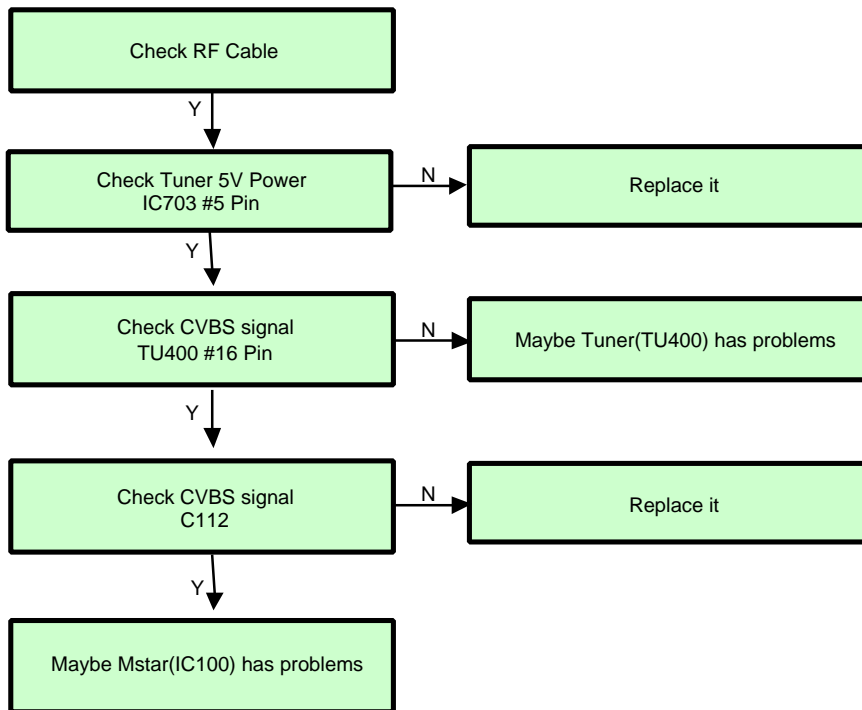 Check RF Cable
Y
Check Tuner 5V Power
IC703 #5 Pin
N
Replace it
Y
Check CVBS signal
TU400 #16 Pin
N
Maybe Tuner(TU400) has problems
Y
Check CVBS signal
C112
N
Replace it
Y
Maybe Mstar(IC100) has problems